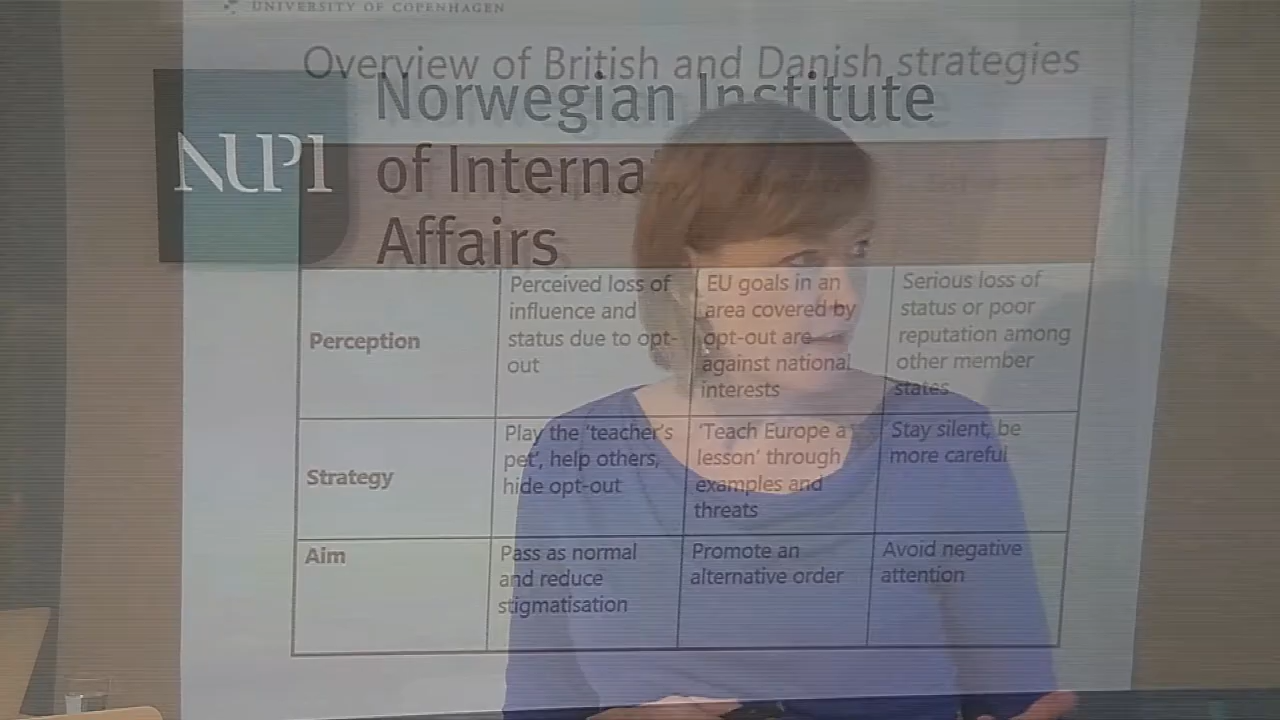 UNIVERSITY OF COPENHAGEN
Overview of British and Danish strategies
NUPI
Norwegian Institute
of Interna
Affairs
Perception
Perceived loss of
influence and
status due to opt-
out
EU goals in an
area covered by
opt-out are
against national
interests
Serious loss of
status or poor
reputation among
other member
states
Strategy
Play the 'teacher's
pet', help others,
hide opt-out
'Teach Europe a
lesson' through
examples and
threats
Stay silent, be
more careful
Aim
Pass as normal
and reduce
stigmatisation
Promote an
alternative order
Avoid negative
attention